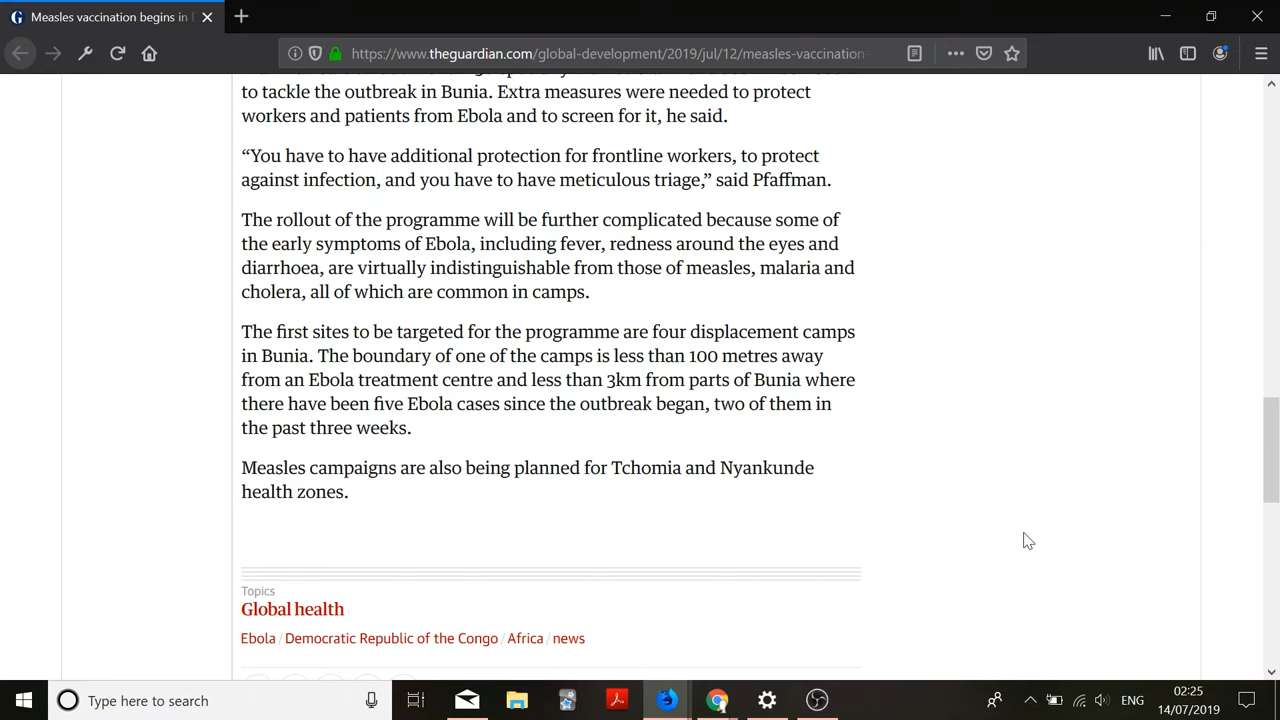 Measles vaccination begins in
https://www.theguardian.com/global-development/2019/jul/12/measles-vaccination-
to tackle the outbreak in Bunia. Extra measures were needed to protect
workers and patients from Ebola and to screen for it, he said.
“You have to have additional protection for frontline workers, to protect
against infection, and you have to have meticulous triage,” said Pfaffman.
The rollout of the programme will be further complicated because some of
the early symptoms of Ebola, including fever, redness around the eyes and
diarrhoea, are virtually indistinguishable from those of measles, malaria and
cholera, all of which are common in camps.
The first sites to be targeted for the programme are four displacement camps
in Bunia. The boundary of one of the camps is less than 100 metres away
from an Ebola treatment centre and less than 3km from parts of Bunia where
there have been five Ebola cases since the outbreak began, two of them in
the past three weeks.
Measles campaigns are also being planned for Tchomia and Nyankunde
health zones.
Topics
Global health
Ebola / Democratic Republic of the Congo / Africa / news
Type here to search
ENG
02:25
14/07/2019